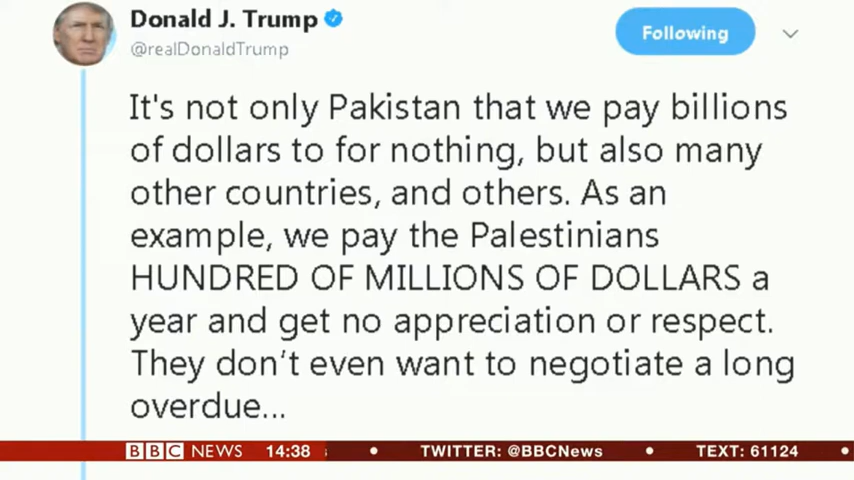 Donald J. Trump
@realDonaldTrump
Following
It's not only Pakistan that we pay billions
of dollars to for nothing, but also many
other countries, and others. As an
example, we pay the Palestinians
HUNDRED OF MILLIONS OF DOLLARS a
year and get no appreciation or respect.
They don't even want to negotiate a long
overdue...
BBC NEWS 14:38 • TWITTER: @BBCNews • TEXT: 61124 •